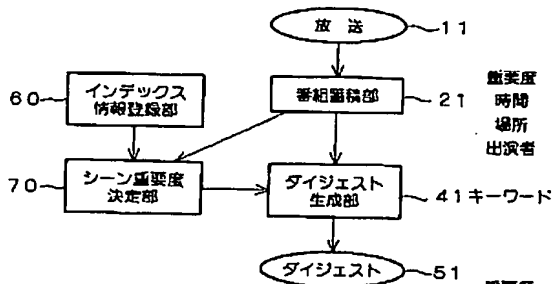 放送
11
インデックス
情報登録部
60
番組蓄積部
21
重要度
時間
場所
出演者
シーン重要度
決定部
70
ダイジェスト
生成部
41 キーワード
ダイジェスト
51